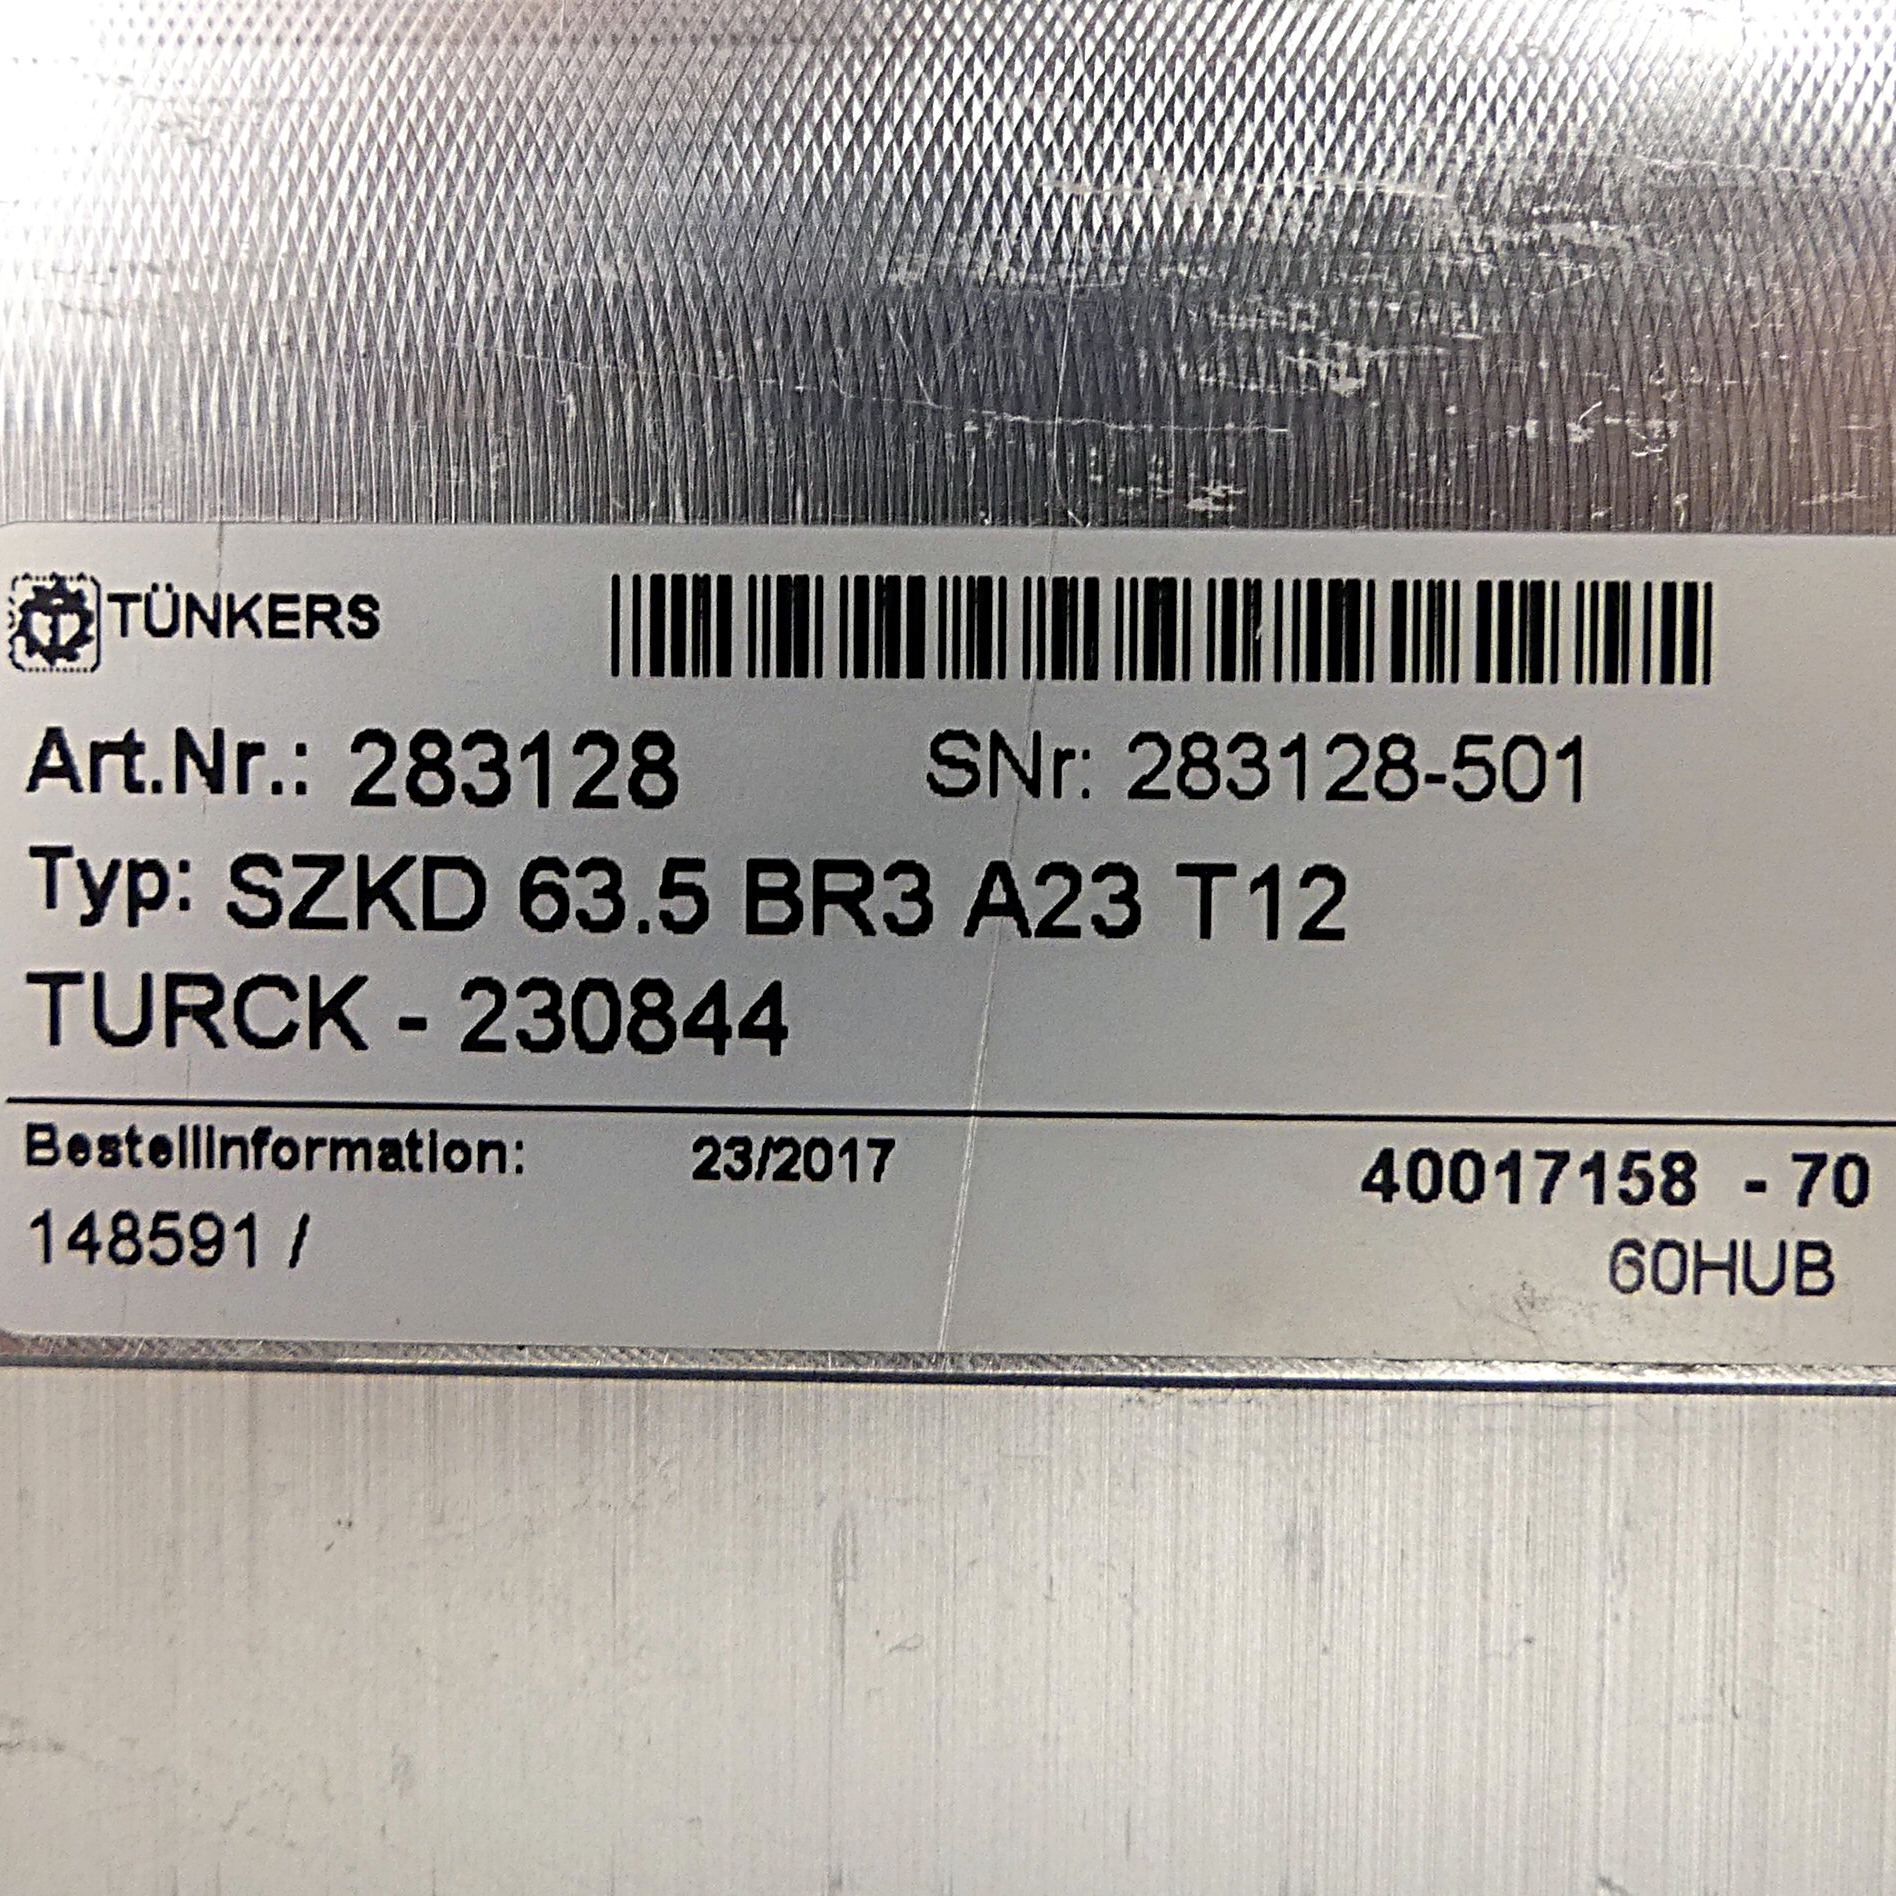 TÜNKERS
Art.Nr.: 283128 SNr: 283128-501
Typ: SZKD 63.5 BR3 A23 T12
TURCK - 230844
Bestellinformation: 23/2017 40017158 - 70
148591 / 60HUB